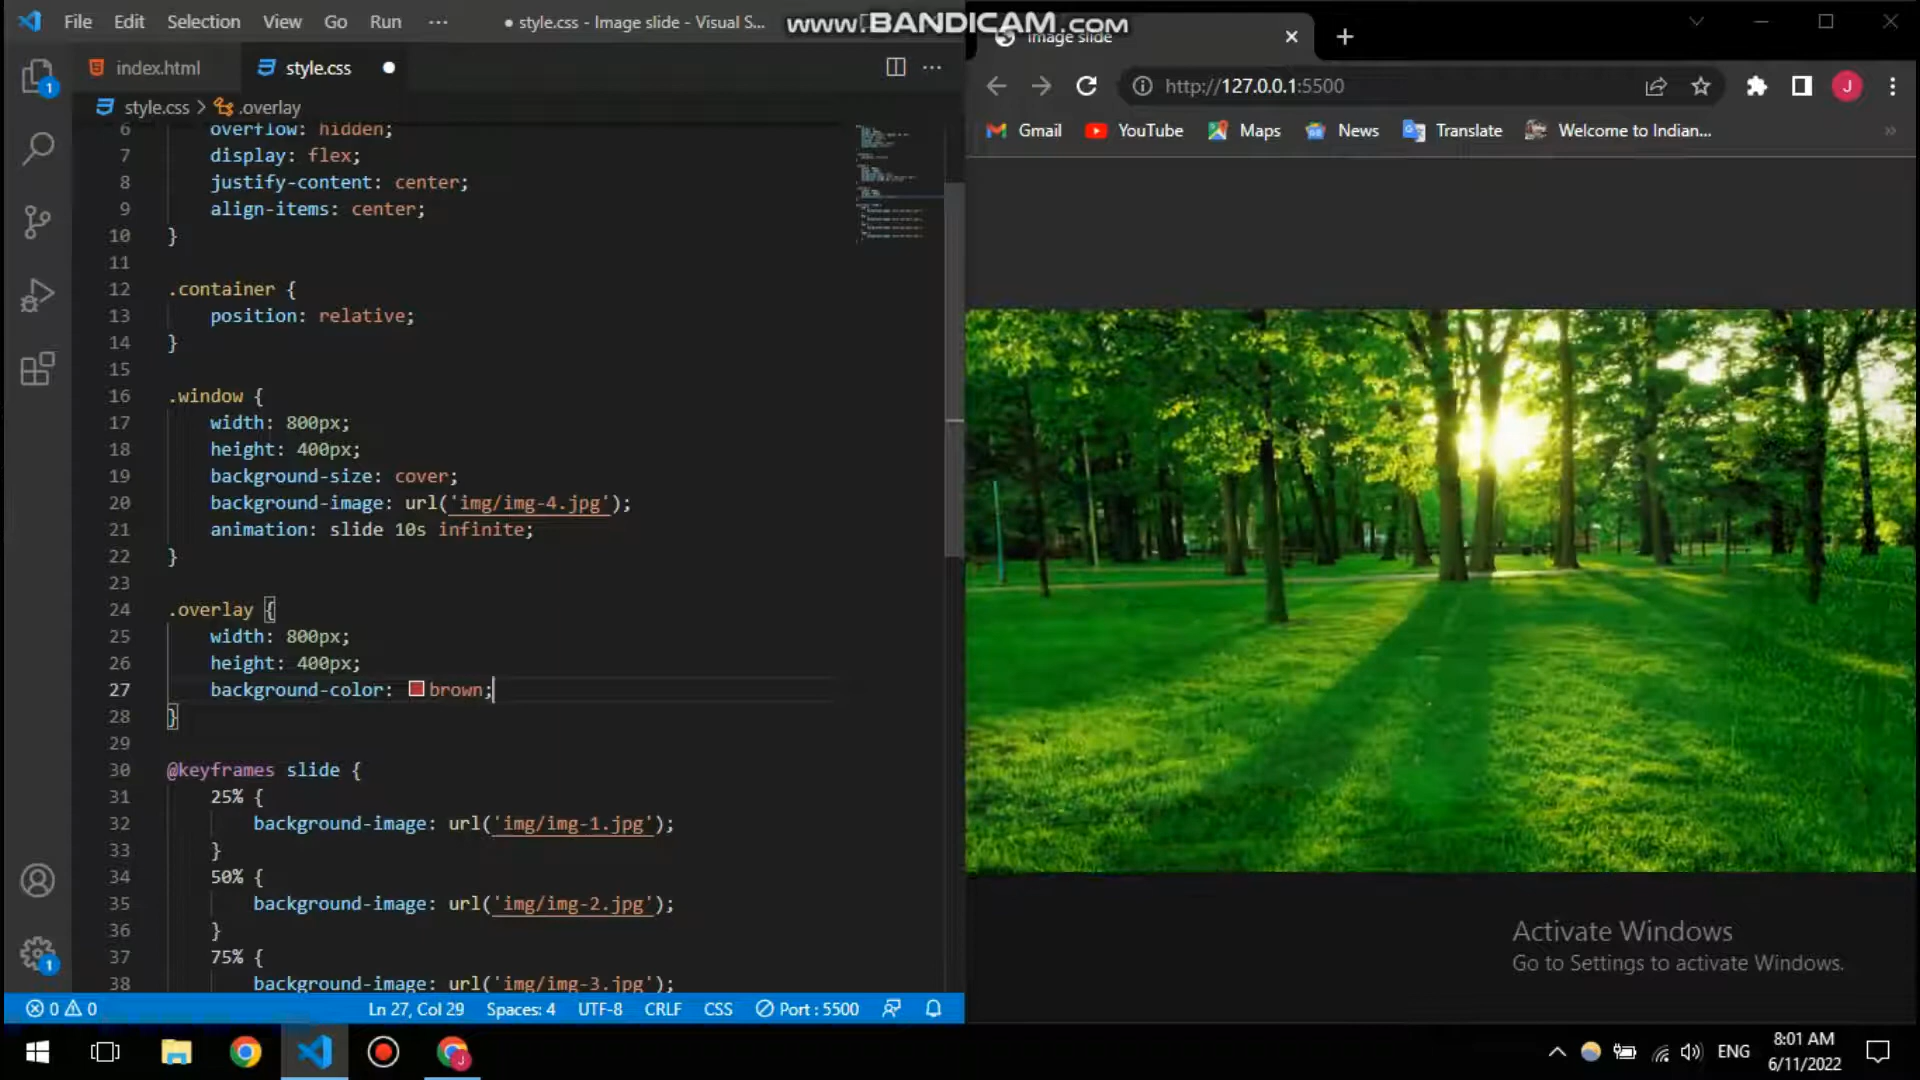 File Edit Selection View Go Run ··· ● style.css - Image slide - Visual S...
www.BANDICAM.com
index.html style.css ●
style.css > .overlay
6 overflow: hidden;
7 display: flex;
8 justify-content: center;
9 align-items: center;
10 }
11
12 .container {
13 position: relative;
14 }
15
16 .window {
17 width: 800px;
18 height: 400px;
19 background-size: cover;
20 background-image: url('img/img-4.jpg');
21 animation: slide 10s infinite;
22 }
23
24 .overlay {
25 width: 800px;
26 height: 400px;
27 background-color: brown;
28 }
29
30 @keyframes slide {
31 25% {
32 background-image: url('img/img-1.jpg');
33 }
34 50% {
35 background-image: url('img/img-2.jpg');
36 }
37 75% {
38 background-image: url('img/img-3.jpg');
1
1
0 0 Ln 27, Col 29 Spaces: 4 UTF-8 CRLF CSS Port : 5500
Image slide
http://127.0.0.1:5500 J
Gmail YouTube Maps News Translate Welcome to Indian... »
Activate Windows
Go to Settings to activate Windows.
J
ENG
8:01 AM
6/11/2022